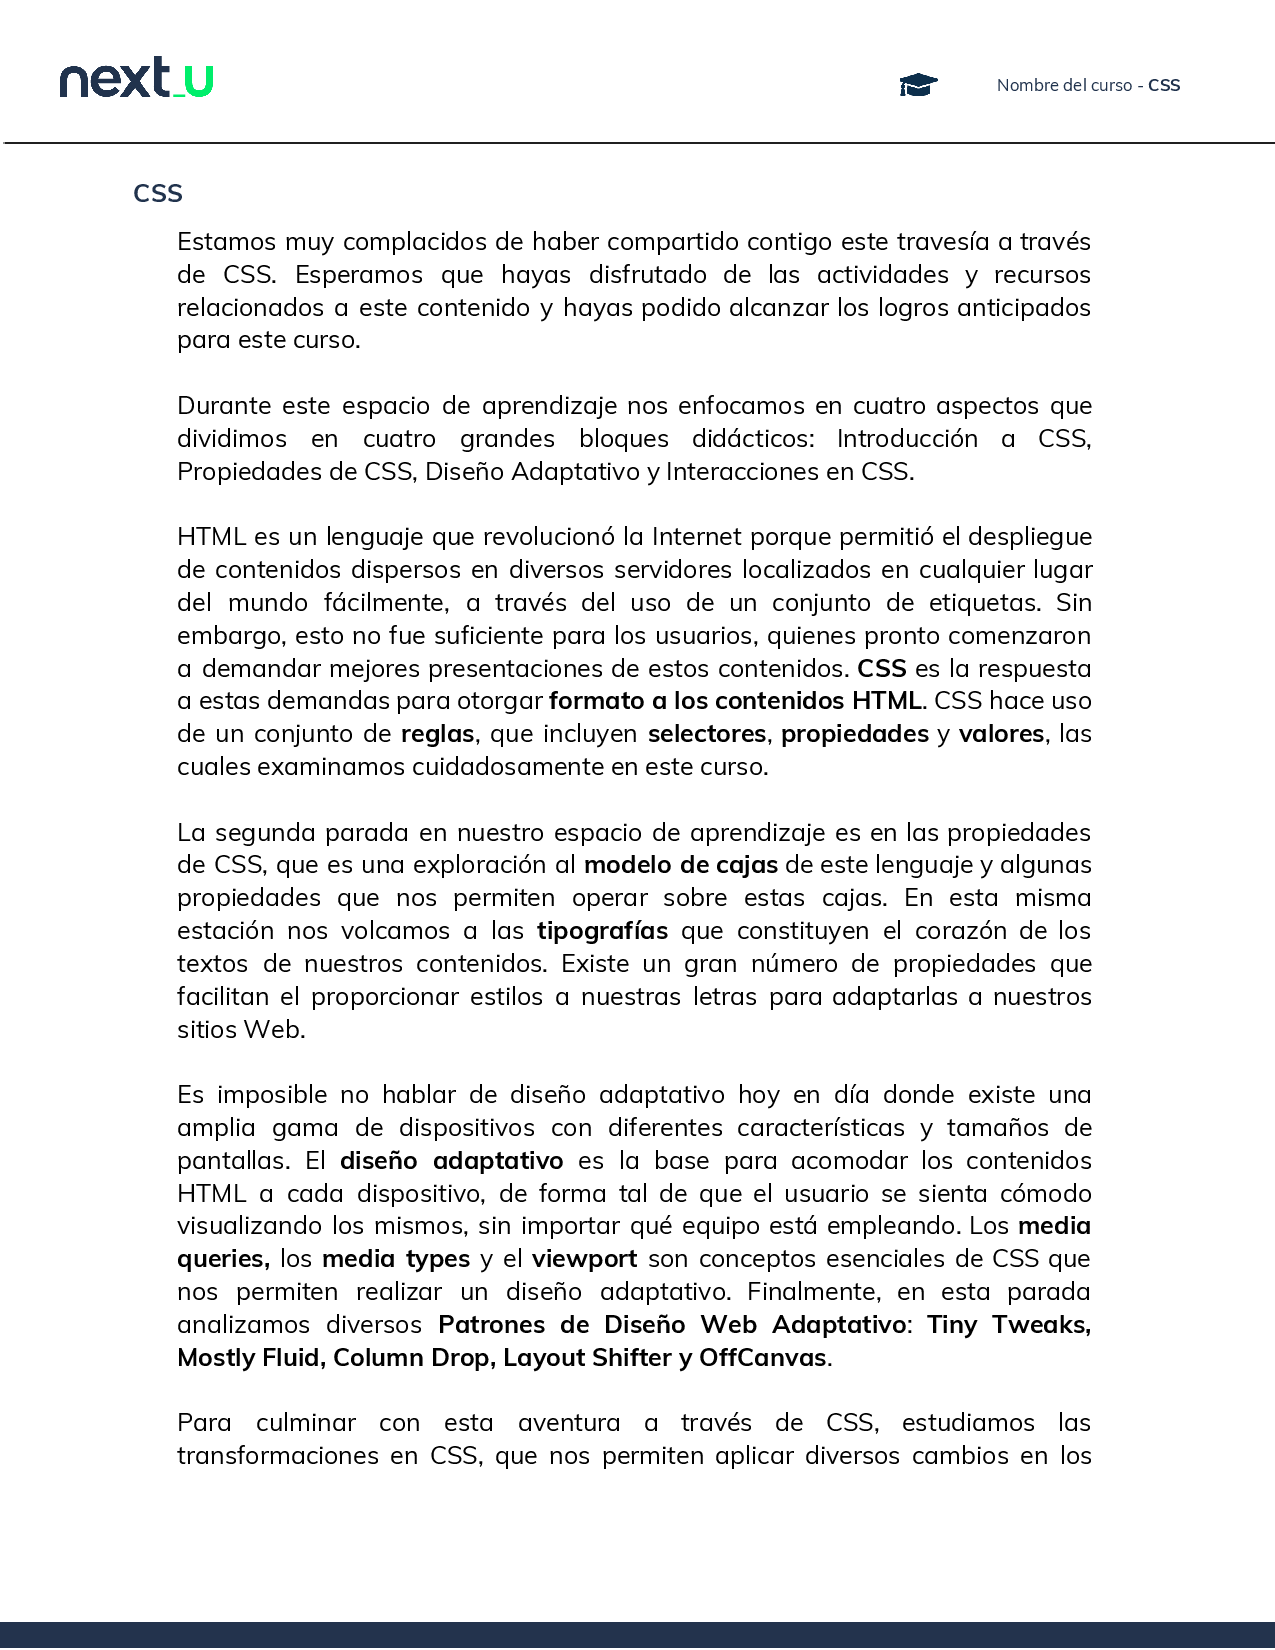 next_u
Nombre del curso - CSS
CSS
Estamos muy complacidos de haber compartido contigo este travesía a través
de CSS. Esperamos que hayas disfrutado de las actividades y recursos
relacionados a este contenido y hayas podido alcanzar los logros anticipados
para este curso.
Durante este espacio de aprendizaje nos enfocamos en cuatro aspectos que
dividimos en cuatro grandes bloques didácticos: Introducción a CSS,
Propiedades de CSS, Diseño Adaptativo y Interacciones en CSS.
HTML es un lenguaje que revolucionó la Internet porque permitió el despliegue
de contenidos dispersos en diversos servidores localizados en cualquier lugar
del mundo fácilmente, a través del uso de un conjunto de etiquetas. Sin
embargo, esto no fue suficiente para los usuarios, quienes pronto comenzaron
a demandar mejores presentaciones de estos contenidos. CSS es la respuesta
a estas demandas para otorgar formato a los contenidos HTML. CSS hace uso
de un conjunto de reglas, que incluyen selectores, propiedades y valores, las
cuales examinamos cuidadosamente en este curso.
La segunda parada en nuestro espacio de aprendizaje es en las propiedades
de CSS, que es una exploración al modelo de cajas de este lenguaje y algunas
propiedades que nos permiten operar sobre estas cajas. En esta misma
estación nos volcamos a las tipografías que constituyen el corazón de los
textos de nuestros contenidos. Existe un gran número de propiedades que
facilitan el proporcionar estilos a nuestras letras para adaptarlas a nuestros
sitios Web.
Es imposible no hablar de diseño adaptativo hoy en día donde existe una
amplia gama de dispositivos con diferentes características y tamaños de
pantallas. El diseño adaptativo es la base para acomodar los contenidos
HTML a cada dispositivo, de forma tal de que el usuario se sienta cómodo
visualizando los mismos, sin importar qué equipo está empleando. Los media
queries, los media types y el viewport son conceptos esenciales de CSS que
nos permiten realizar un diseño adaptativo. Finalmente, en esta parada
analizamos diversos Patrones de Diseño Web Adaptativo: Tiny Tweaks,
Mostly Fluid, Column Drop, Layout Shifter y OffCanvas.
Para culminar con esta aventura a través de CSS, estudiamos las
transformaciones en CSS, que nos permiten aplicar diversos cambios en los